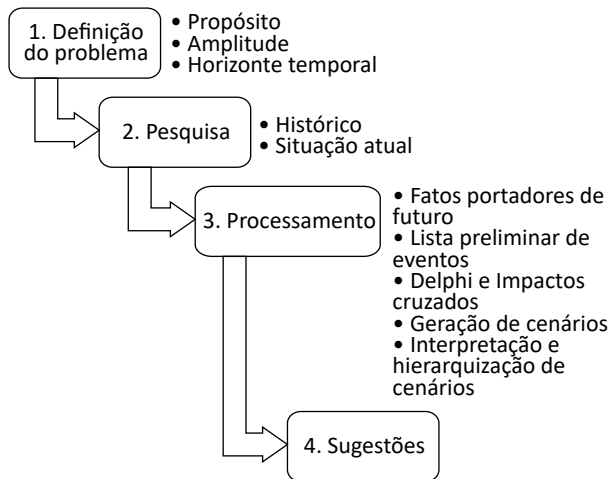 1. Definição
do problema
• Propósito
• Amplitude
• Horizonte temporal
2. Pesquisa
• Histórico
• Situação atual
3. Processamento
• Fatos portadores de
futuro
• Lista preliminar de
eventos
• Delphi e Impactos
cruzados
• Geração de cenários
• Interpretação e
hierarquização de
cenários
4. Sugestões